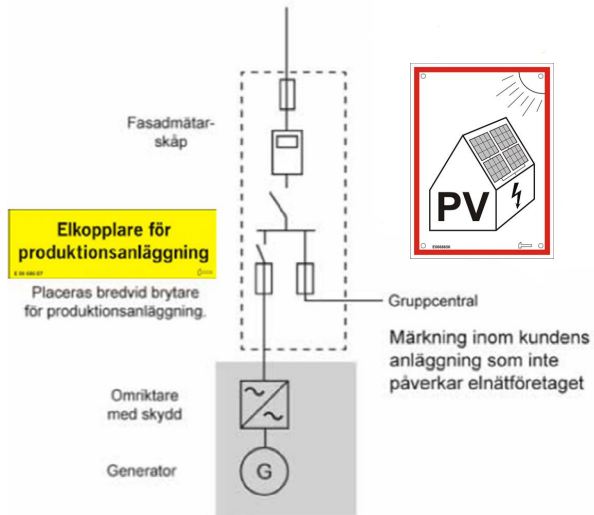 Fasadmätar-
skåp
PV
E0666606
Elkopplare för
produktionsanläggning
Placeras bredvid brytare
för produktionsanläggning.
Gruppcentral
Märkning inom kundens
anläggning som inte
påverkar elnätföretaget
Omriktare
med skydd
Generator
G